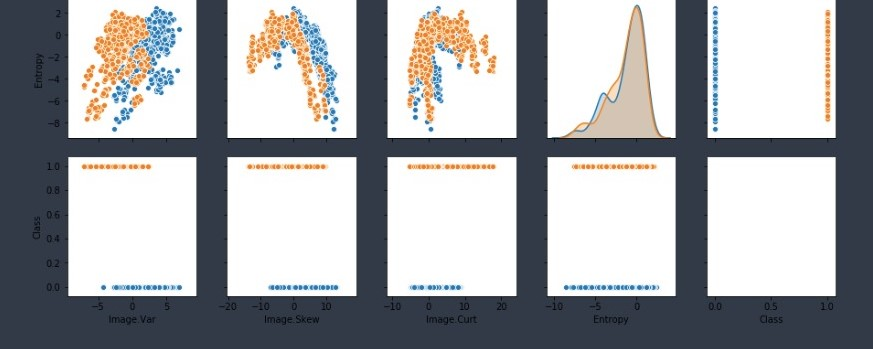 2
0
−2
−4
−6
−8
Entropy
1.0
0.8
0.6
0.4
0.2
0.0
Class
−5 0 5
−20 −10 0 10
−10 0 10 20
−10 −5 0
0.0 0.5 1.0
Image.Var Image.Skew Image.Curt Entropy Class